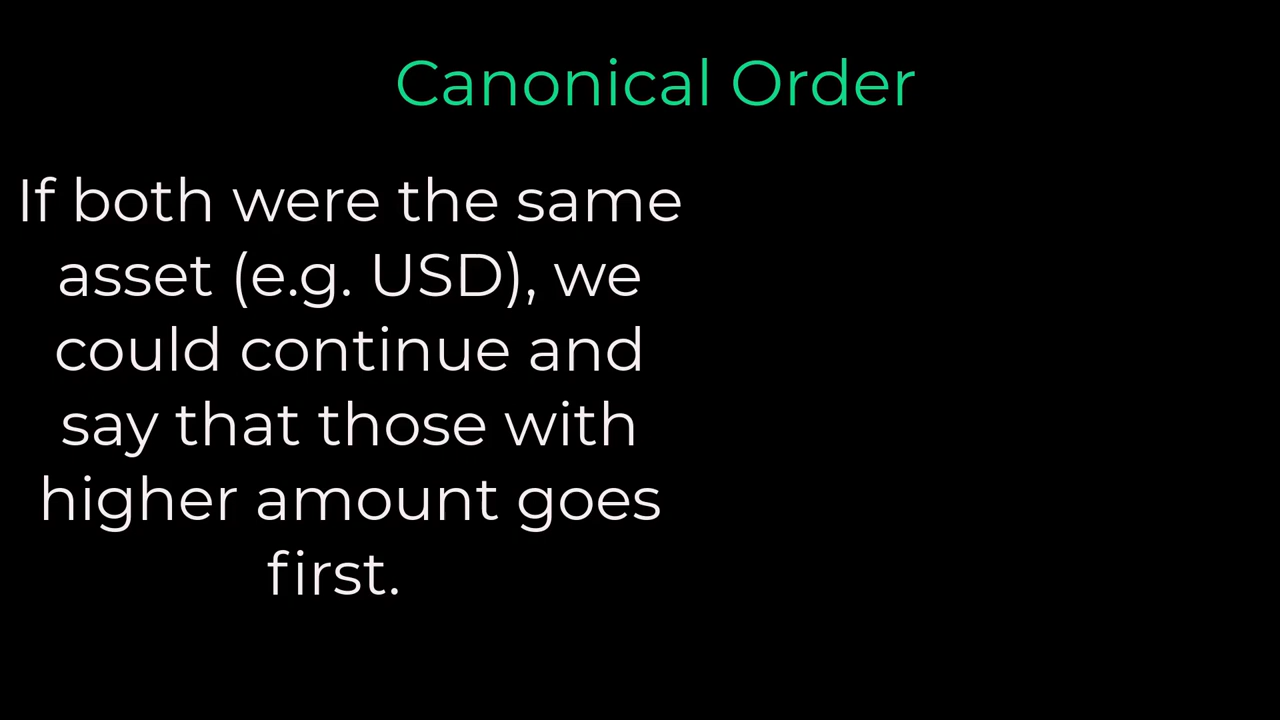 Canonical Order
If both were the same
asset (e.g. USD), we
could continue and
say that those with
higher amount goes
first.